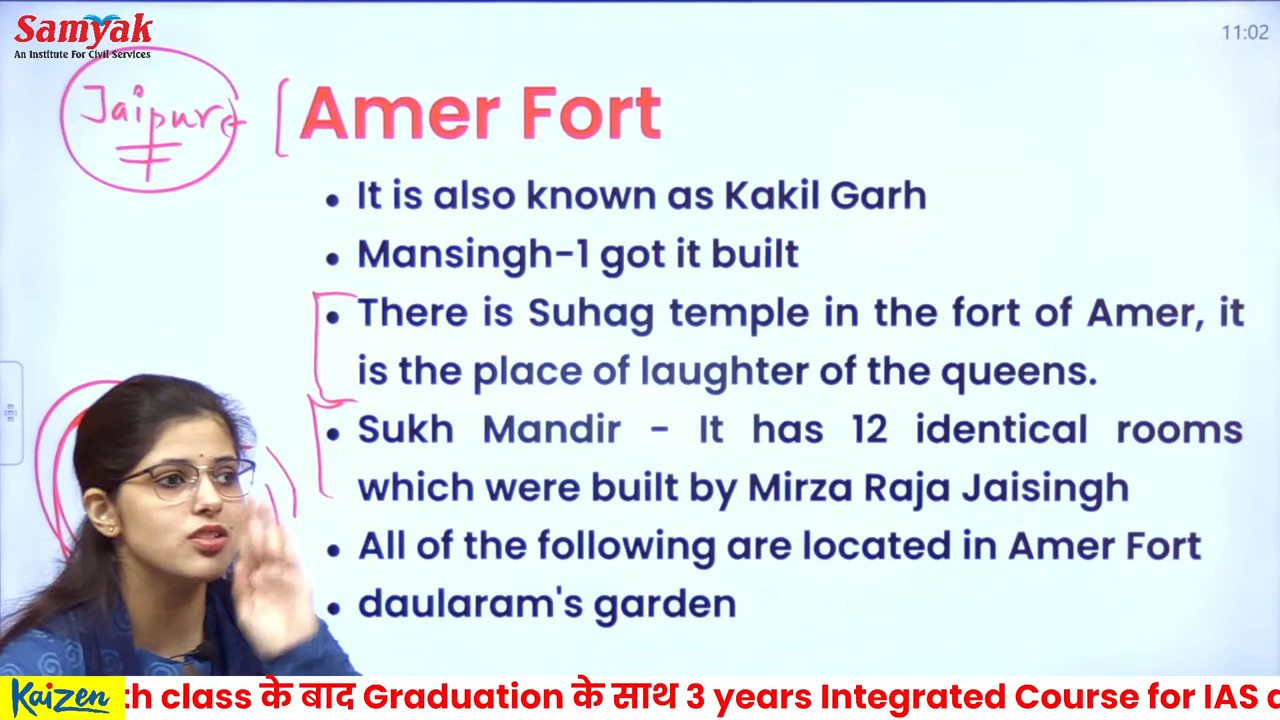 Samyak
An Institute For Civil Services
11:02
Jaipur
Amer Fort
• It is also known as Kakil Garh
• Mansingh-1 got it built
• There is Suhag temple in the fort of Amer, it
is the place of laughter of the queens.
• Sukh Mandir - It has 12 identical rooms
which were built by Mirza Raja Jaisingh
• All of the following are located in Amer Fort
• daularam's garden
Kaizen
th class के बाद Graduation के साथ 3 years Integrated Course for IAS